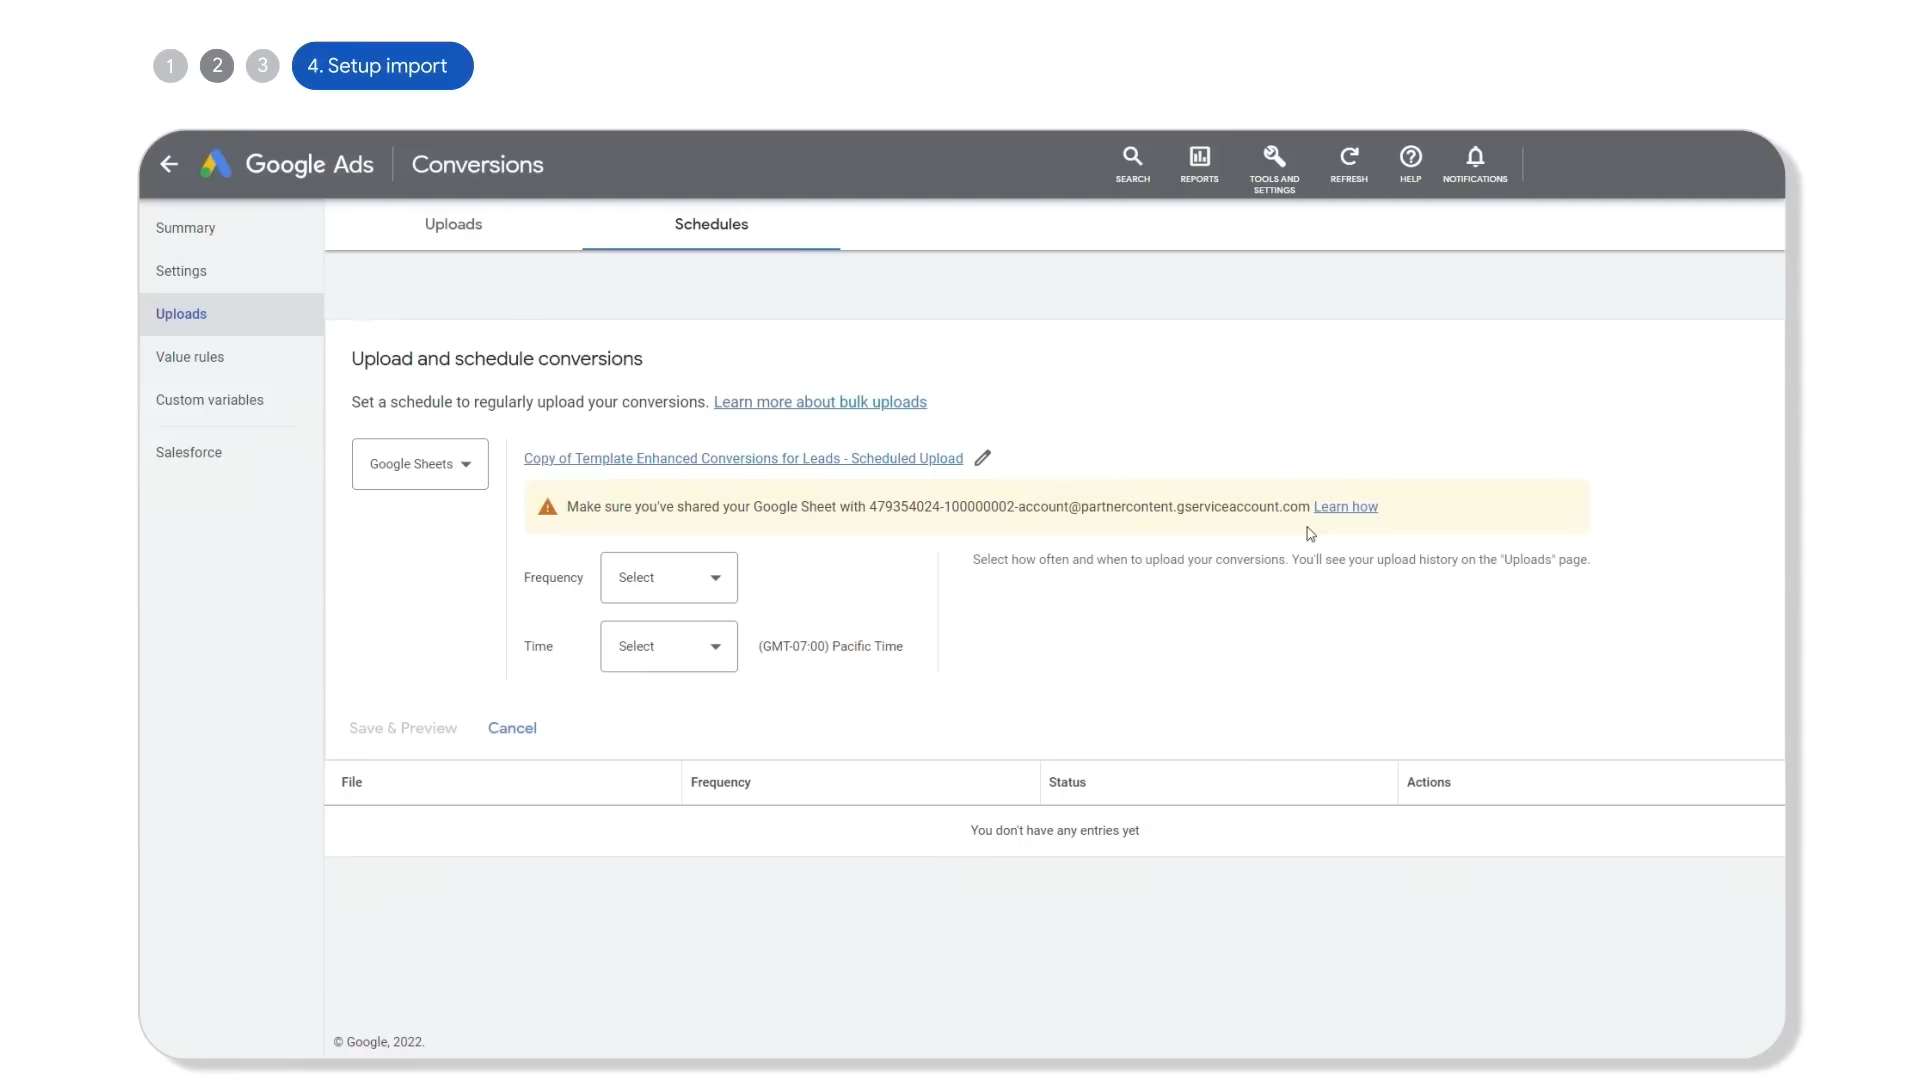 1 2 3 4. Setup import
Google Ads Conversions
SEARCH REPORTS TOOLS AND SETTINGS REFRESH HELP NOTIFICATIONS
Summary
Settings
Uploads
Value rules
Custom variables
Salesforce
Uploads Schedules
Upload and schedule conversions
Set a schedule to regularly upload your conversions. Learn more about bulk uploads
Google Sheets
Copy of Template Enhanced Conversions for Leads - Scheduled Upload
Make sure you've shared your Google Sheet with 479354024-100000002-account@partnercontent.gserviceaccount.com Learn how
Frequency Select
Select how often and when to upload your conversions. You'll see your upload history on the "Uploads" page.
Time Select (GMT-07:00) Pacific Time
Save & Preview Cancel
File Frequency Status Actions
You don't have any entries yet
© Google, 2022.